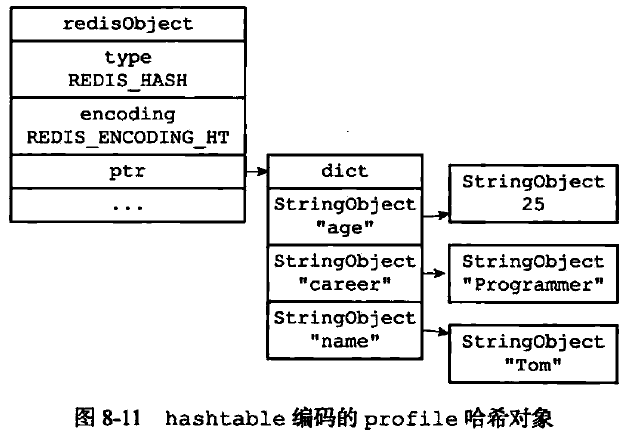 redisObject
type
REDIS_HASH
encoding
REDIS_ENCODING_HT
ptr
...
dict
StringObject
"age"
StringObject
"career"
StringObject
"name"
StringObject
25
StringObject
"Programmer"
StringObject
"Tom"
图 8-11 hashtable 编码的 profile 哈希对象